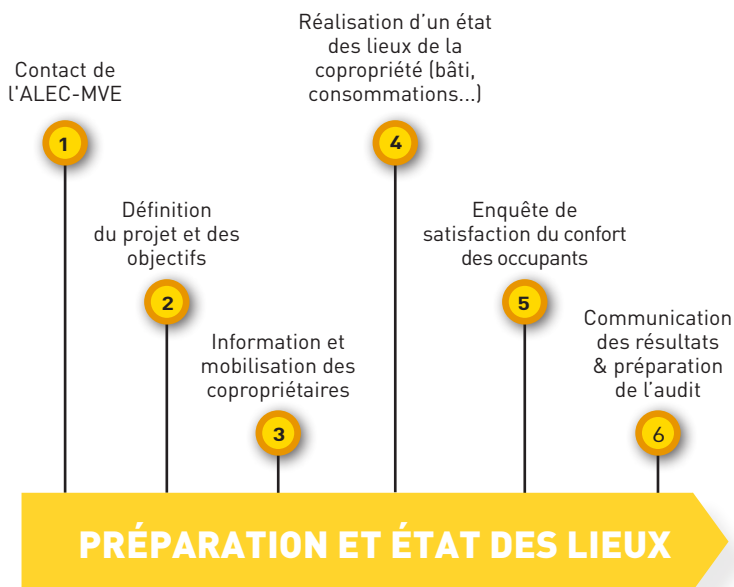 Contact de
l'ALEC-MVE
1
Définition
du projet et des
objectifs
2
Information et
mobilisation des
copropriétaires
3
Réalisation d’un état
des lieux de la
copropriété (bâti,
consommations...)
4
Enquête de
satisfaction du confort
des occupants
5
Communication
des résultats
& préparation
de l’audit
6
PRÉPARATION ET ÉTAT DES LIEUX